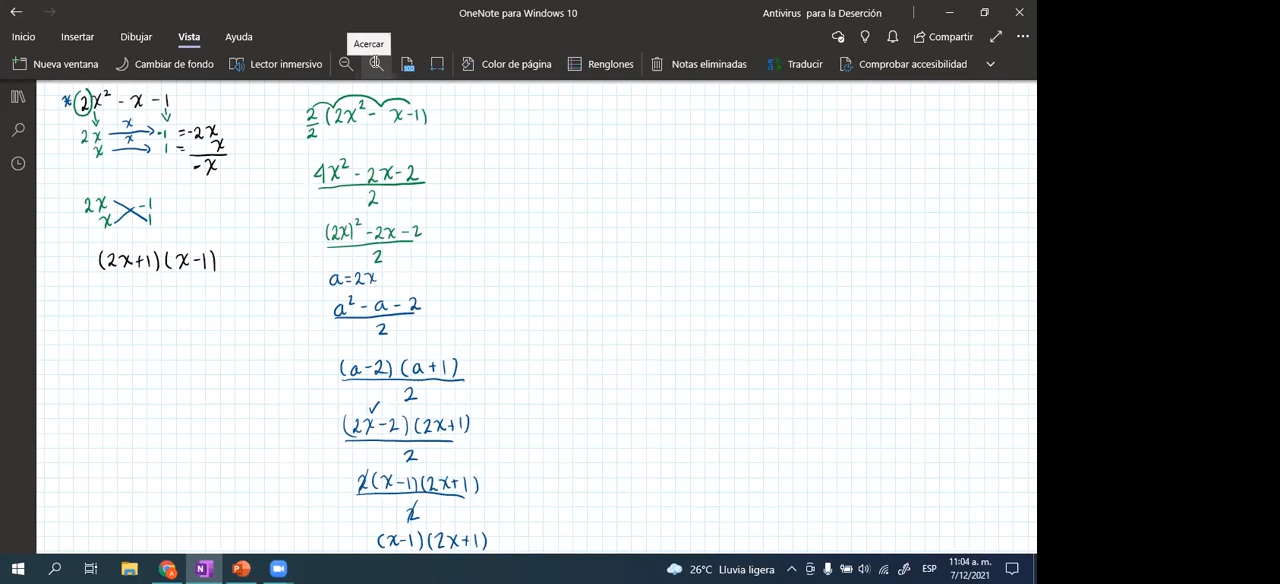 OneNote para Windows 10
Antivirus para la Deserción
Inicio Insertar Dibujar Vista Ayuda
Compartir
Acercar
Nueva ventana Cambiar de fondo Lector inmersivo 100 Color de página Renglones Notas eliminadas Traducir Comprobar accesibilidad
x (2)x² - x - 1
2x x -1 = -2x
x x 1 = x
-x
2x -1
x 1
(2x+1)(x-1)
2/2 (2x² - x - 1)
4x² - 2x - 2
2
(2x)² - 2x - 2
2
a = 2x
a² - a - 2
2
(a-2)(a+1)
2
(2x-2)(2x+1)
2
2(x-1)(2x+1)
2
(x-1)(2x+1)
26°C Lluvia ligera ESP 11:04 a. m.
7/12/2021